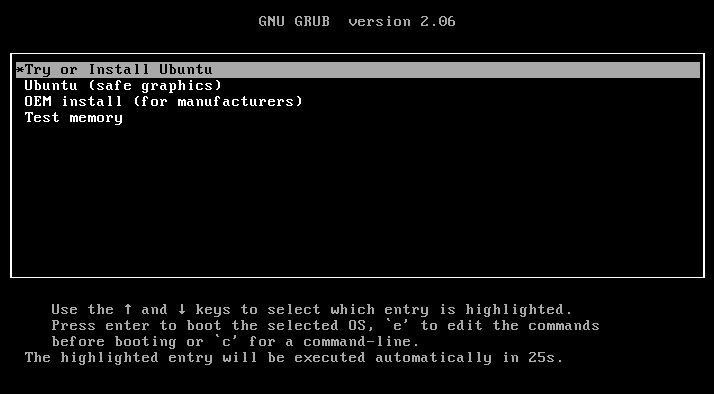 GNU GRUB  version 2.06
*Try or Install Ubuntu
Ubuntu (safe graphics)
OEM install (for manufacturers)
Test memory
Use the ↑ and ↓ keys to select which entry is highlighted.
Press enter to boot the selected OS, `e' to edit the commands
before booting or `c' for a command-line.
The highlighted entry will be executed automatically in 25s.